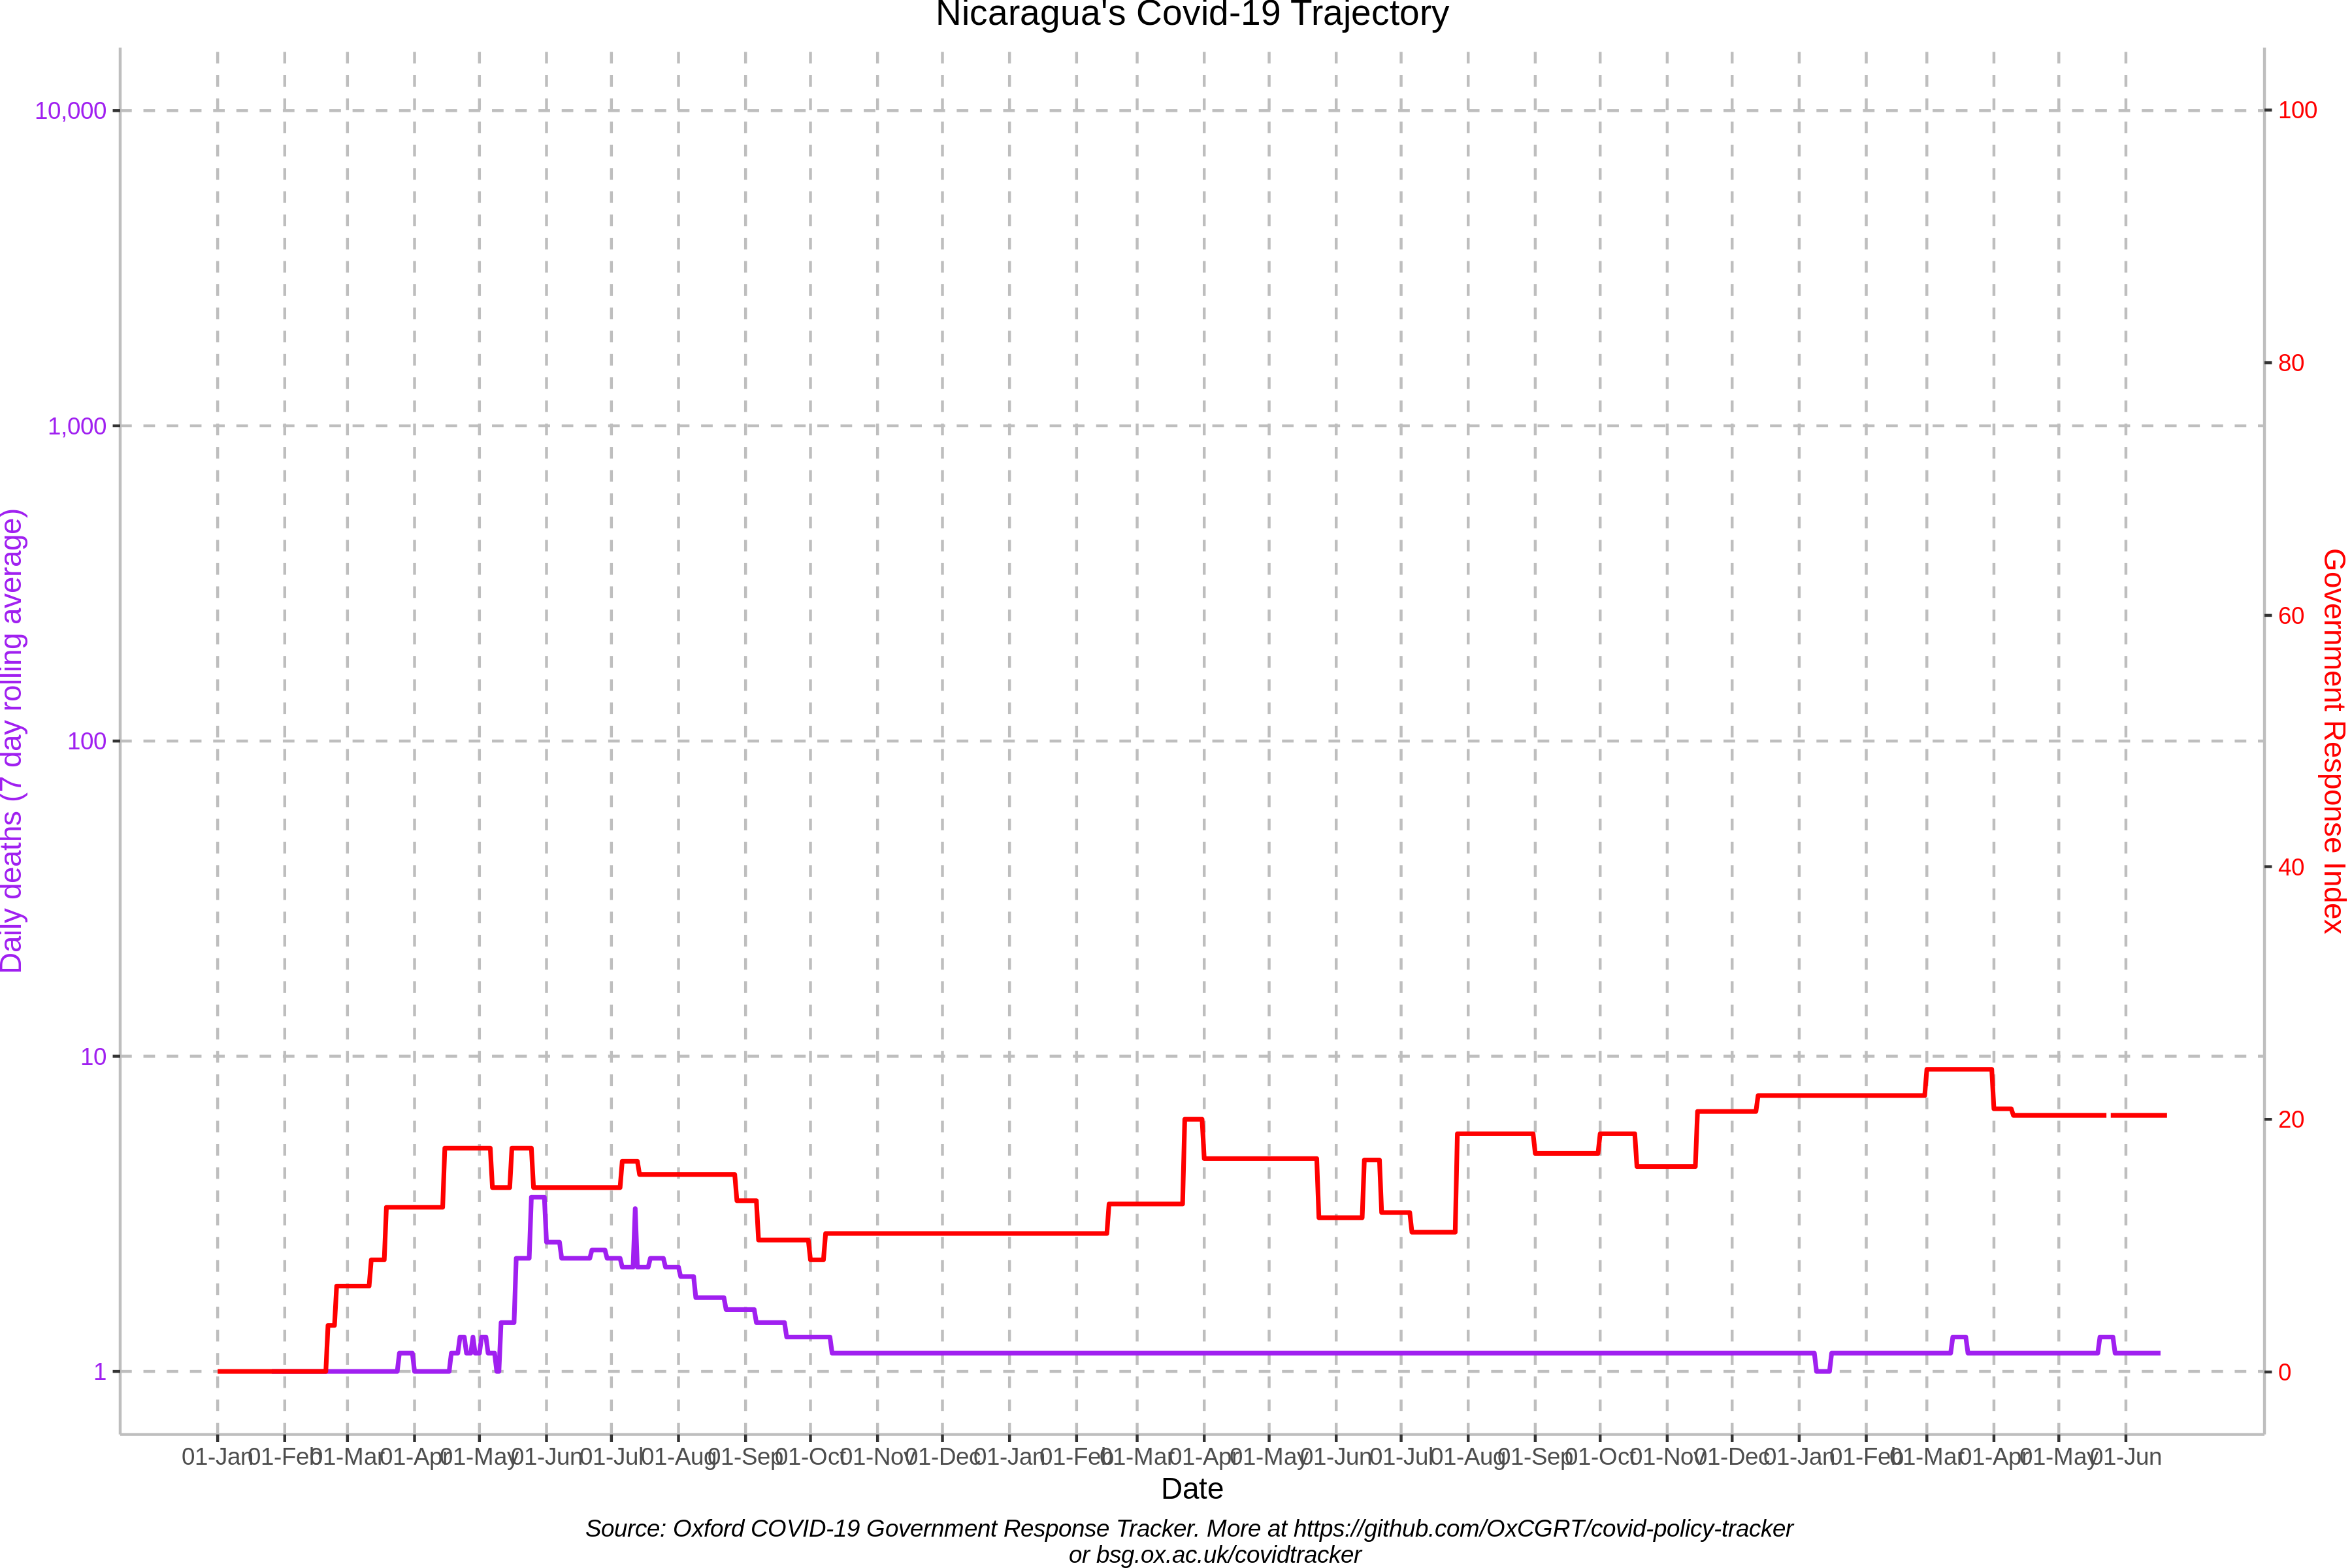 Nicaragua's Covid-19 Trajectory
10,000
1,000
100
10
1
Daily deaths (7 day rolling average)
100
80
60
40
20
0
Government Response Index
01-Jan 01-Feb 01-Mar 01-Apr 01-May 01-Jun 01-Jul 01-Aug 01-Sep 01-Oct 01-Nov 01-Dec 01-Jan 01-Feb 01-Mar 01-Apr 01-May 01-Jun 01-Jul 01-Aug 01-Sep 01-Oct 01-Nov 01-Dec 01-Jan 01-Feb 01-Mar 01-Apr 01-May 01-Jun
Date
Source: Oxford COVID-19 Government Response Tracker. More at https://github.com/OxCGRT/covid-policy-tracker
or bsg.ox.ac.uk/covidtracker